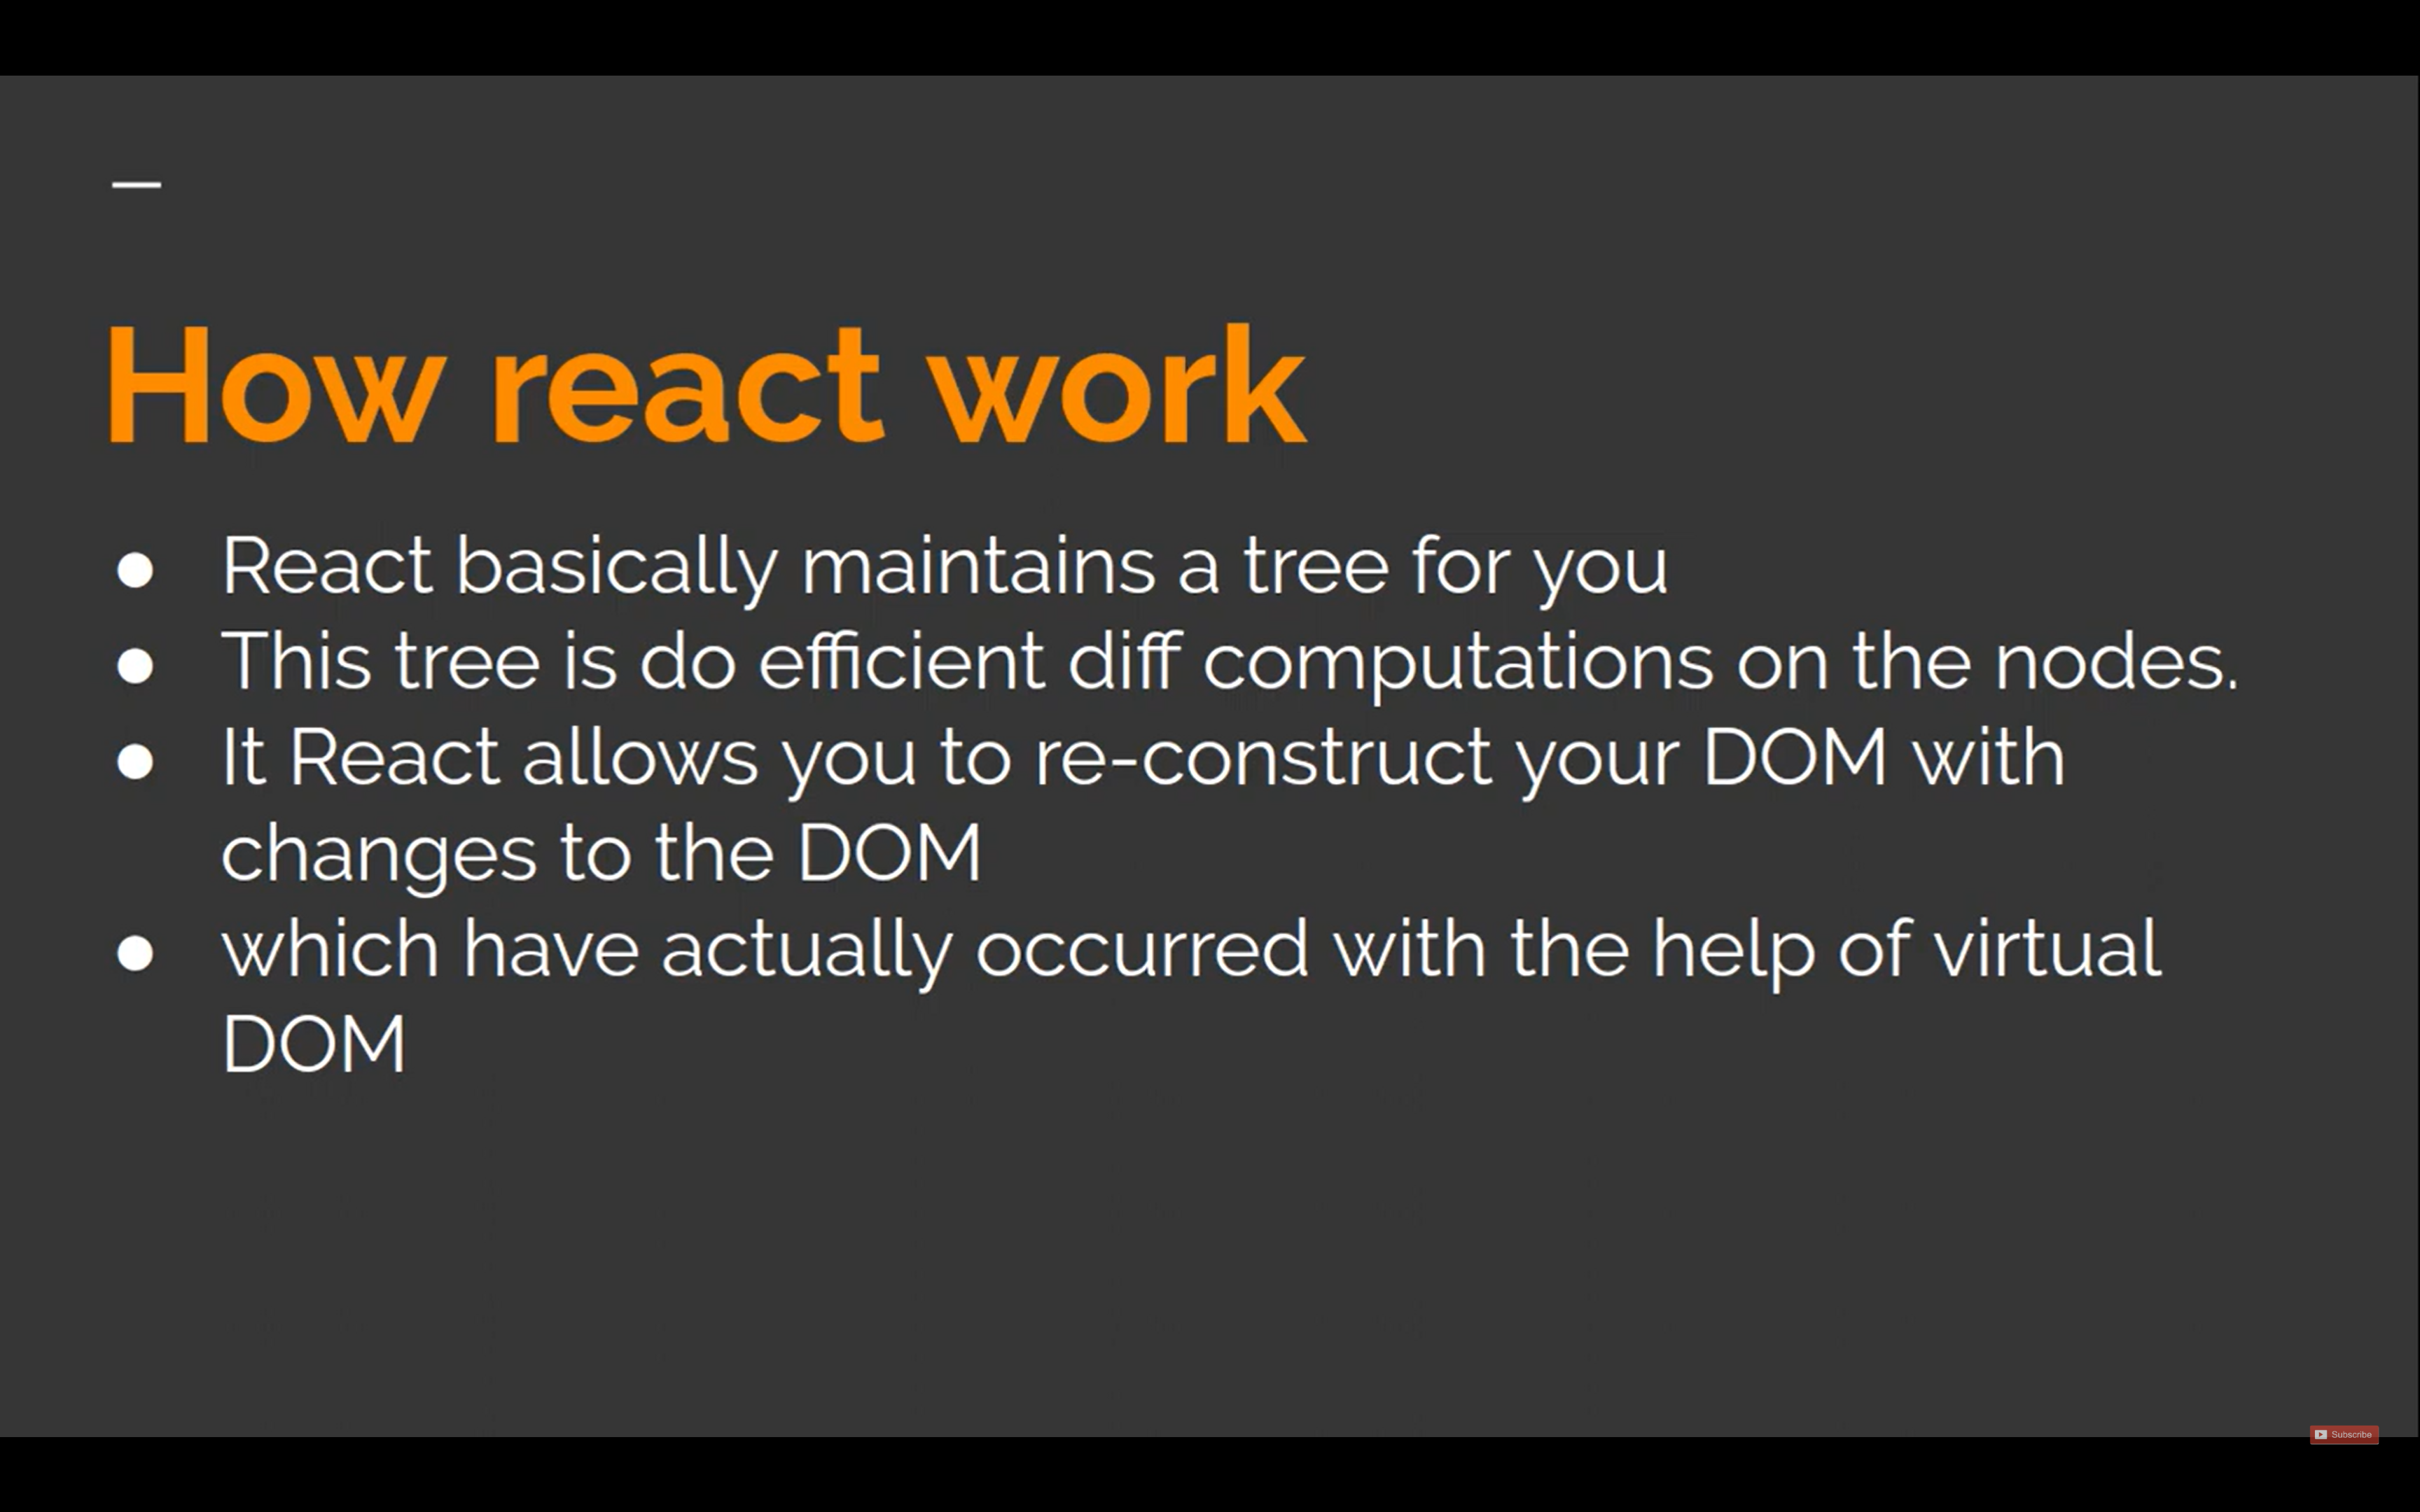 How react work
● React basically maintains a tree for you
● This tree is do efficient diff computations on the nodes.
● It React allows you to re-construct your DOM with
changes to the DOM
● which have actually occurred with the help of virtual
DOM
Subscribe